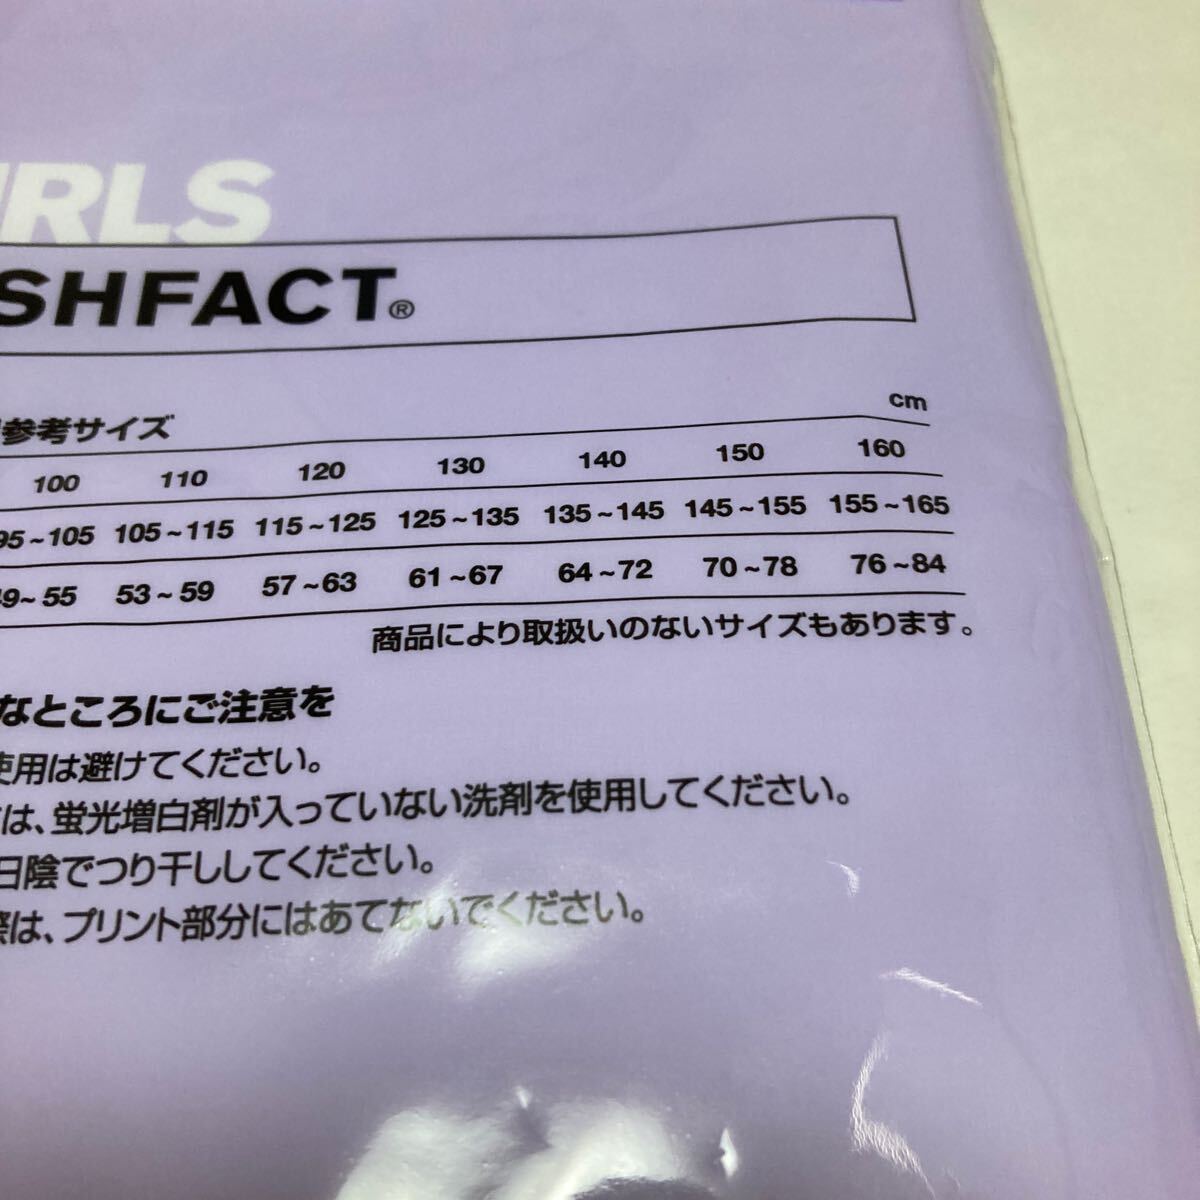 IRLS
SHFACT®
参考サイズ
cm
100 110 120 130 140 150 160
95~105 105~115 115~125 125~135 135~145 145~155 155~165
49~55 53~59 57~63 61~67 64~72 70~78 76~84
商品により取扱いのないサイズもあります。
なところにご注意を
使用は避けてください。
は、蛍光増白剤が入っていない洗剤を使用してください。
日陰でつり干ししてください。
際は、プリント部分にはあてないでください。